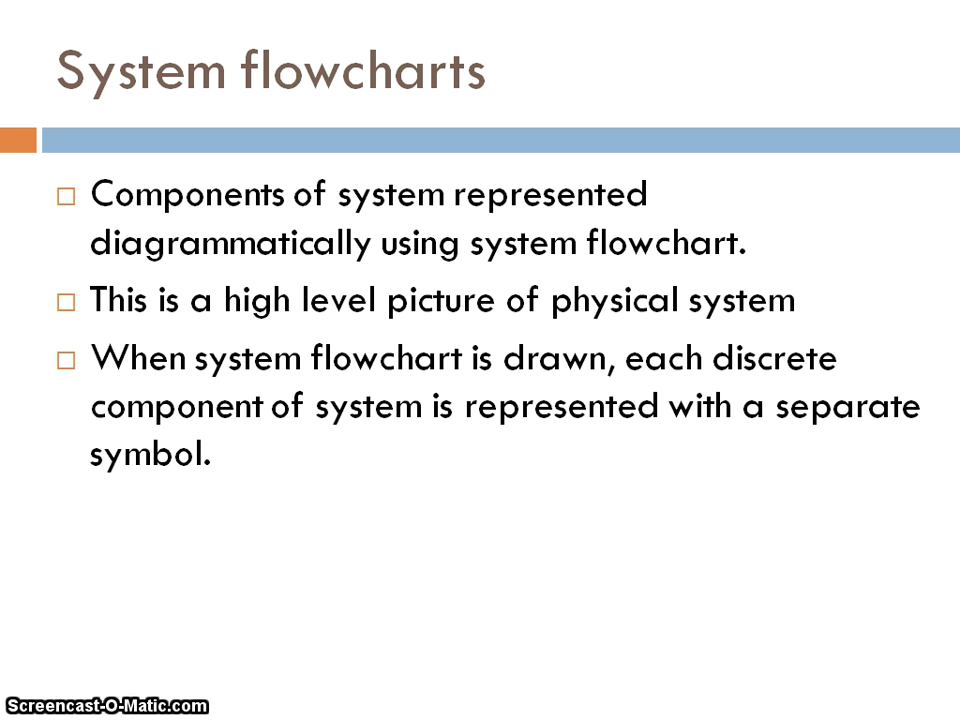 System flowcharts
Components of system represented
diagrammatically using system flowchart.
This is a high level picture of physical system
When system flowchart is drawn, each discrete
component of system is represented with a separate
symbol.
Screencast-O-Matic.com